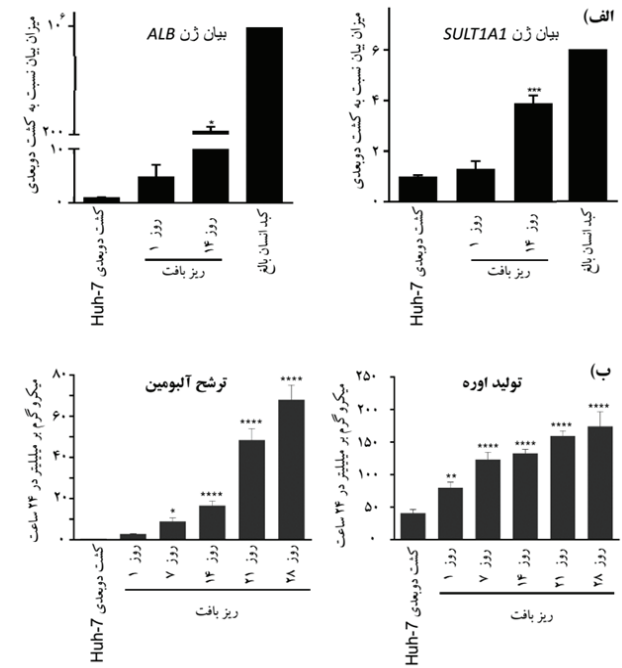 الف)
بیان ژن SULT1A1
میزان بیان نسبت به کشت دوبعدی
۶
۴
۲
۰
***
کشت دوبعدی Huh-7
روز ۱
روز ۱۴
ریز بافت
کبد انسان بالغ
بیان ژن ALB
میزان بیان نسبت به کشت دوبعدی
۱۰⁶
۲۰۰
۱۰
۰
*
کشت دوبعدی Huh-7
روز ۱
روز ۱۴
ریز بافت
کبد انسان بالغ
ب)
تولید اوره
میکروگرم بر میلیلیتر در ۲۴ ساعت
۲۵۰
۲۰۰
۱۵۰
۱۰۰
۵۰
۰
** **** **** **** ****
کشت دوبعدی Huh-7
روز ۱
روز ۷
روز ۱۴
روز ۲۱
روز ۲۸
ریز بافت
ترشح آلبومین
میکروگرم بر میلیلیتر در ۲۴ ساعت
۸۰
۶۰
۴۰
۲۰
۰
* **** **** ****
کشت دوبعدی Huh-7
روز ۱
روز ۷
روز ۱۴
روز ۲۱
روز ۲۸
ریز بافت